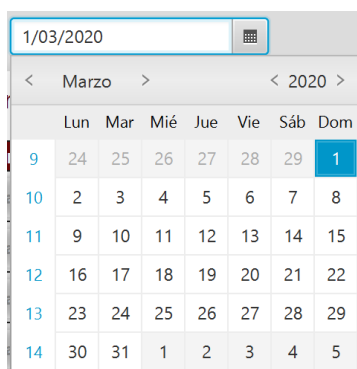 1/03/2020
< Marzo > < 2020 >
Lun Mar Mié Jue Vie Sáb Dom
9 24 25 26 27 28 29 1
10 2 3 4 5 6 7 8
11 9 10 11 12 13 14 15
12 16 17 18 19 20 21 22
13 23 24 25 26 27 28 29
14 30 31 1 2 3 4 5